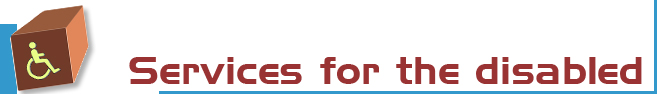 Services for the disabled